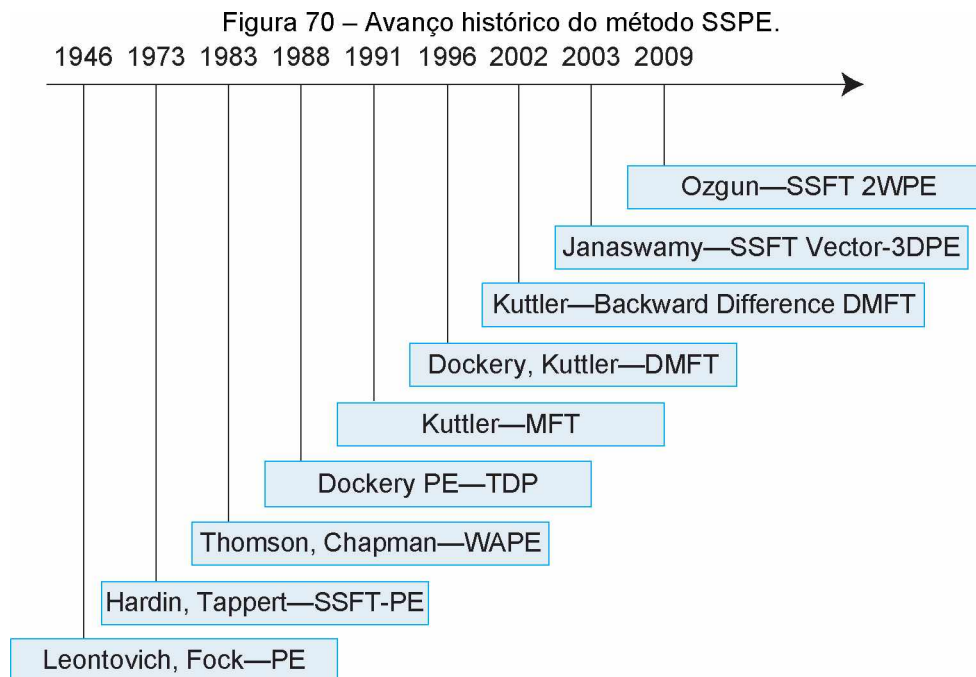 Figura 70 – Avanço histórico do método SSPE.
1946 1973 1983 1988 1991 1996 2002 2003 2009
Ozgun—SSFT 2WPE
Janaswamy—SSFT Vector-3DPE
Kuttler—Backward Difference DMFT
Dockery, Kuttler—DMFT
Kuttler—MFT
Dockery PE—TDP
Thomson, Chapman—WAPE
Hardin, Tappert—SSFT-PE
Leontovich, Fock—PE